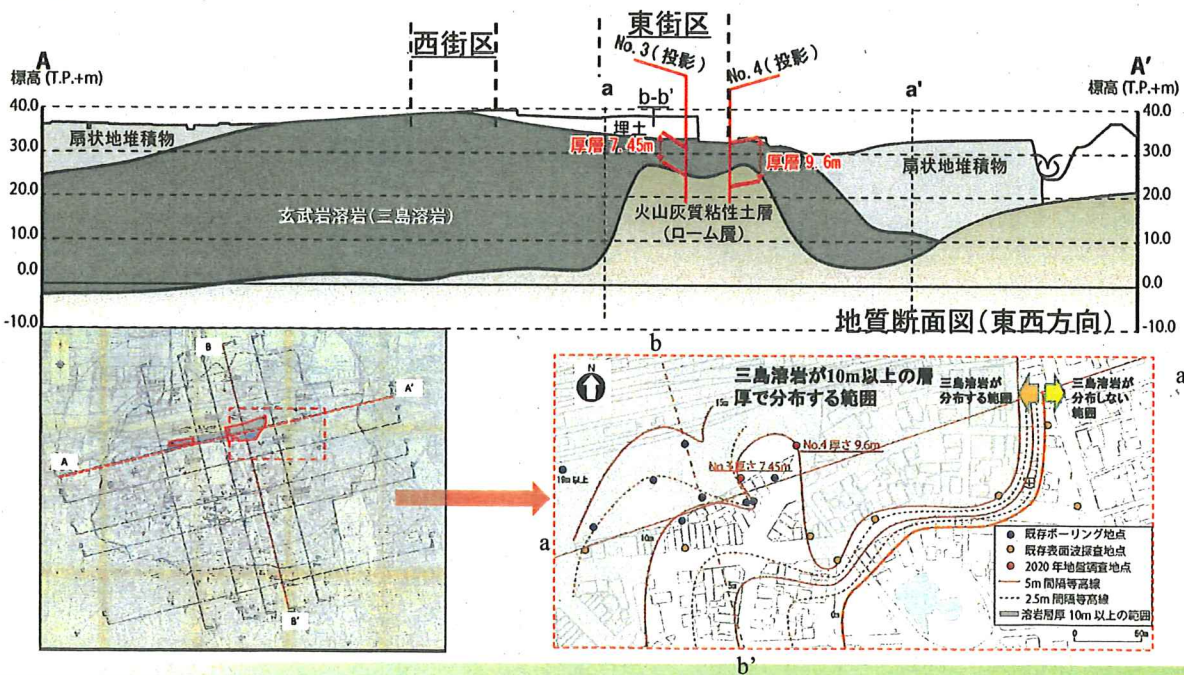 西街区
東街区
No.3(投影)
No.4(投影)
A
標高(T.P.+m)
A'
標高(T.P.+m)
a
b-b'
a'
40.0
30.0
20.0
10.0
0.0
-10.0
40.0
30.0
20.0
10.0
0.0
-10.0
扇状地堆積物
埋土
厚層 7.45m
厚層 9.6m
扇状地堆積物
玄武岩溶岩(三島溶岩)
火山灰質粘性土層
(ローム層)
地質断面図(東西方向)
A
A'
B
B'
b
b'
a
a
N
三島溶岩が10m以上の層
厚で分布する範囲
三島溶岩が
分布する範囲
三島溶岩が
分布しない
範囲
15m
No.4 厚さ 9.6m
No.3 厚さ 7.45m
10m
5m
0m
既存ボーリング地点
既存表面波探査地点
2020年地盤調査地点
5m 間隔等高線
2.5m 間隔等高線
溶岩層厚 10m 以上の範囲
0
50m